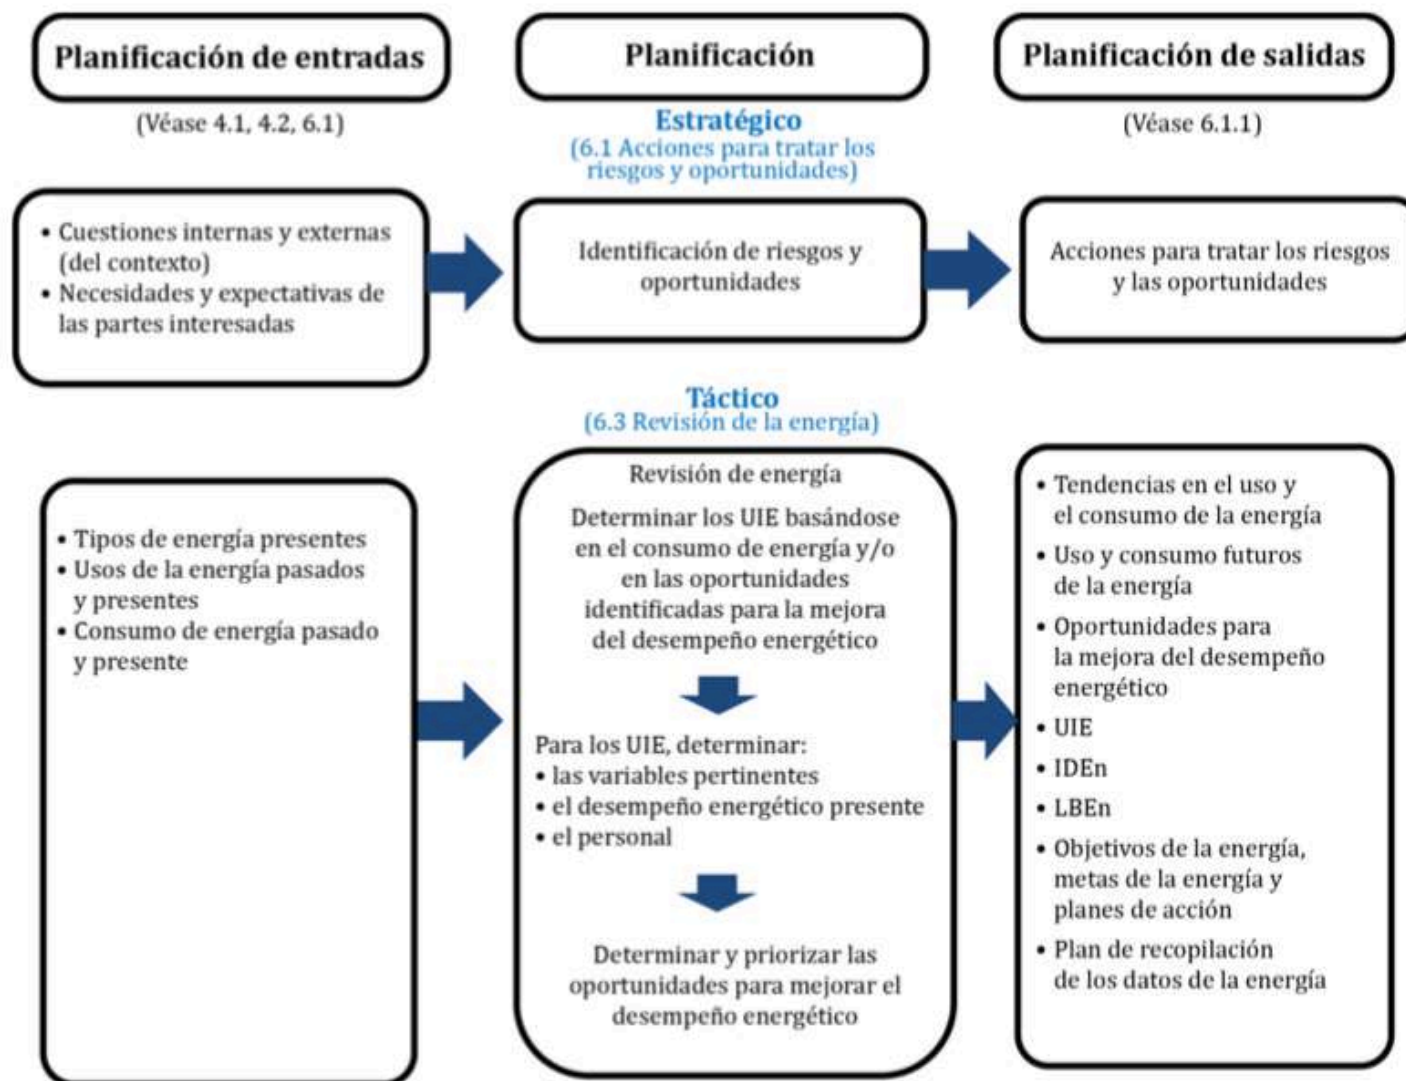 Planificación de entradas
(Véase 4.1, 4.2, 6.1)
Planificación
Estratégico
(6.1 Acciones para tratar los
riesgos y oportunidades)
Planificación de salidas
(Véase 6.1.1)
• Cuestiones internas y externas
(del contexto)
• Necesidades y expectativas de
las partes interesadas
Identificación de riesgos y
oportunidades
Acciones para tratar los riesgos
y las oportunidades
Táctico
(6.3 Revisión de la energía)
• Tipos de energía presentes
• Usos de la energía pasados
y presentes
• Consumo de energía pasado
y presente
Revisión de energía
Determinar los UIE basándose
en el consumo de energía y/o
en las oportunidades
identificadas para la mejora
del desempeño energético
Para los UIE, determinar:
• las variables pertinentes
• el desempeño energético presente
• el personal
Determinar y priorizar las
oportunidades para mejorar el
desempeño energético
• Tendencias en el uso y
el consumo de la energía
• Uso y consumo futuros
de la energía
• Oportunidades para
la mejora del desempeño
energético
• UIE
• IDEn
• LBEn
• Objetivos de la energía,
metas de la energía y
planes de acción
• Plan de recopilación
de los datos de la energía